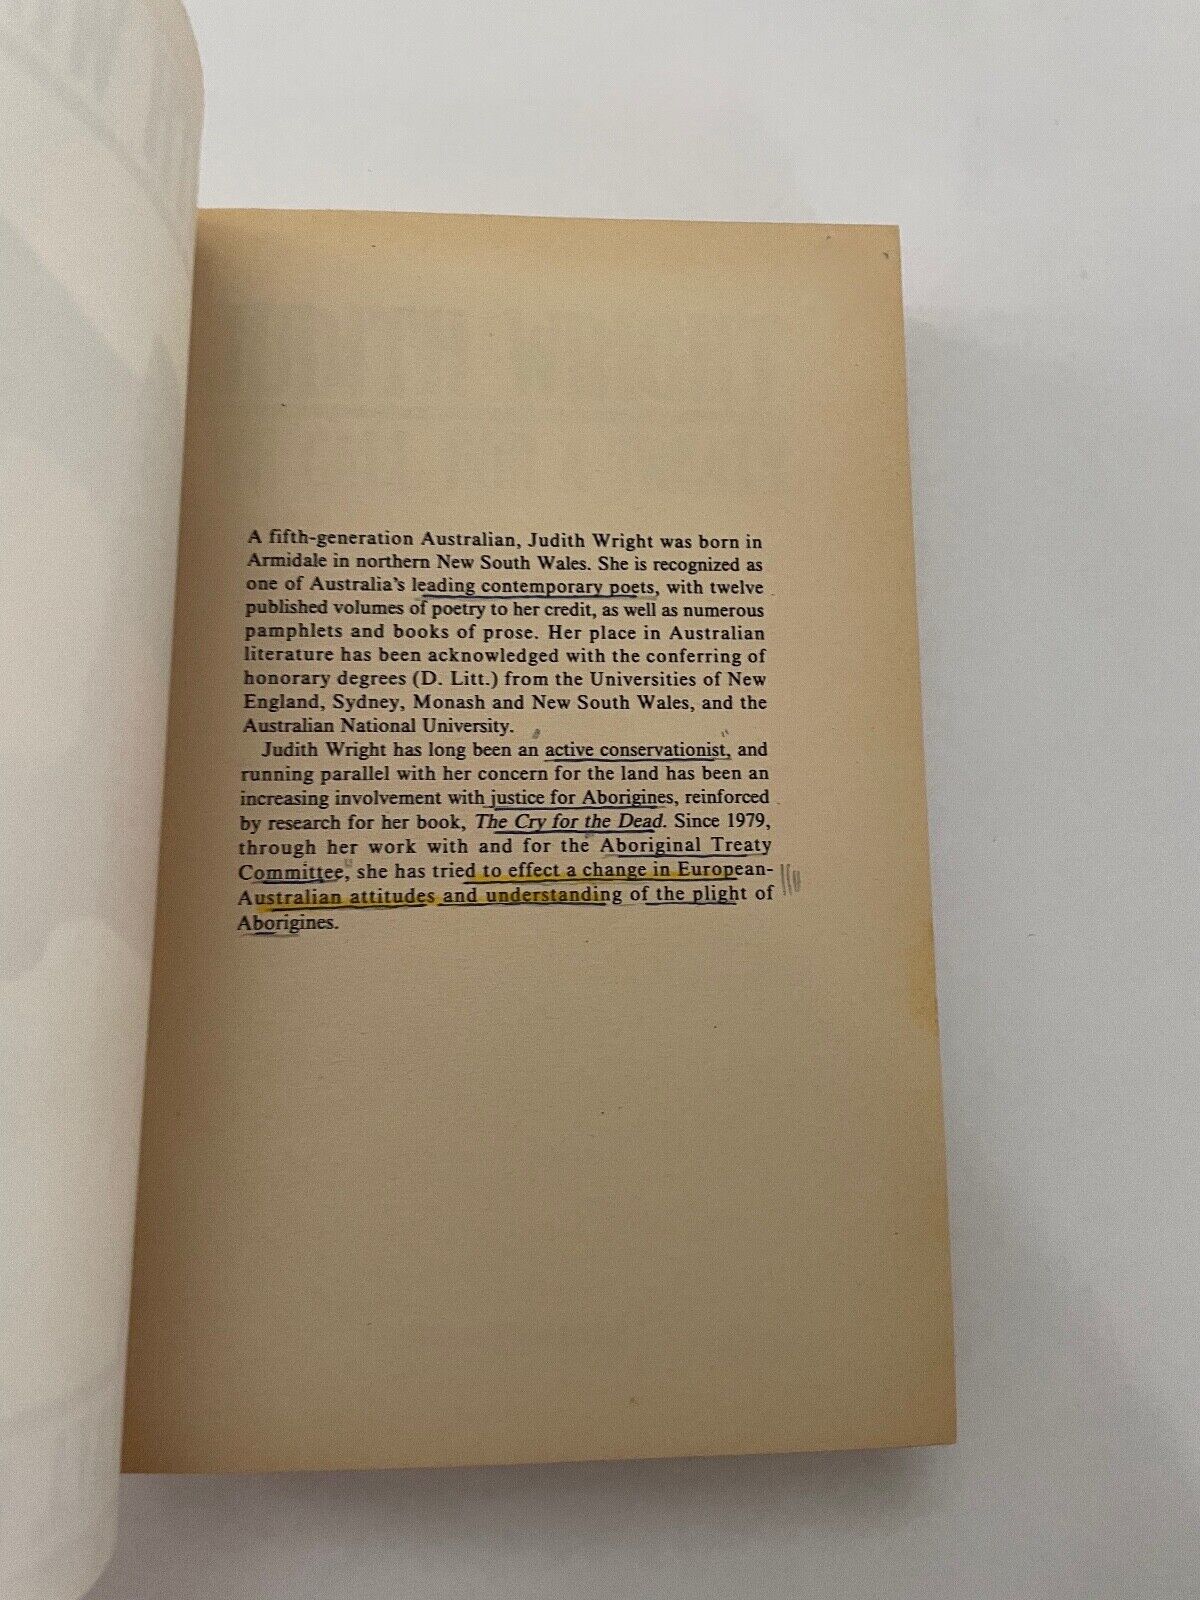 A fifth-generation Australian, Judith Wright was born in
Armidale in northern New South Wales. She is recognized as
one of Australia's leading contemporary poets, with twelve
published volumes of poetry to her credit, as well as numerous
pamphlets and books of prose. Her place in Australian
literature has been acknowledged with the conferring of
honorary degrees (D. Litt.) from the Universities of New
England, Sydney, Monash and New South Wales, and the
Australian National University.
Judith Wright has long been an active conservationist, and
running parallel with her concern for the land has been an
increasing involvement with justice for Aborigines, reinforced
by research for her book, The Cry for the Dead. Since 1979,
through her work with and for the Aboriginal Treaty
Committee, she has tried to effect a change in European-
Australian attitudes and understanding of the plight of
Aborigines.